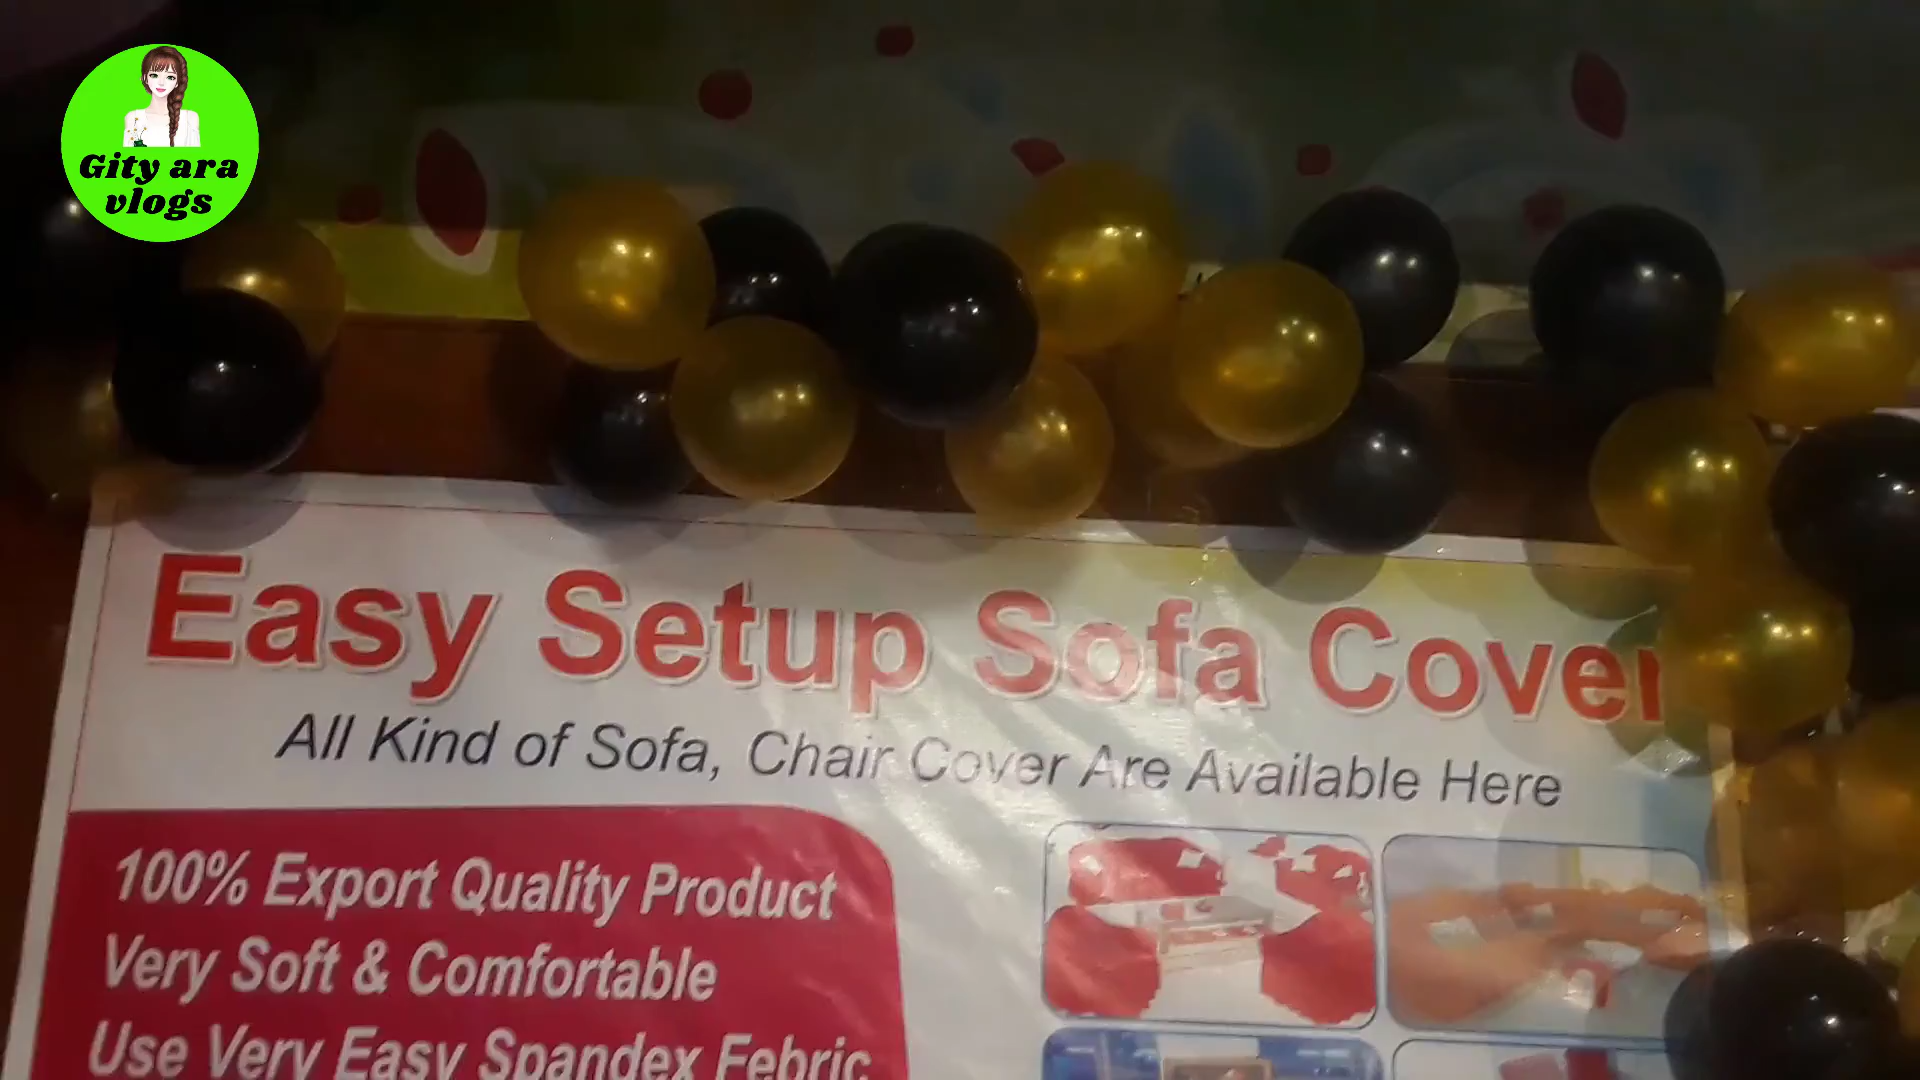 Gity ara
vlogs
Easy Setup Sofa Cover
All Kind of Sofa, Chair Cover Are Available Here
100% Export Quality Product
Very Soft & Comfortable
Use Very Easy Spandex Febric